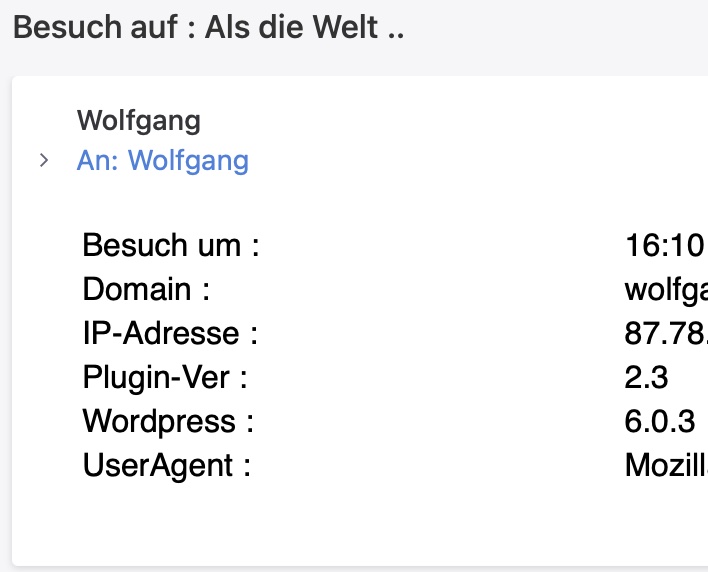 Besuch auf : Als die Welt ..
Wolfgang
An: Wolfgang
Besuch um : 16:10
Domain : wolfga
IP-Adresse : 87.78.
Plugin-Ver : 2.3
Wordpress : 6.0.3
UserAgent : Mozill